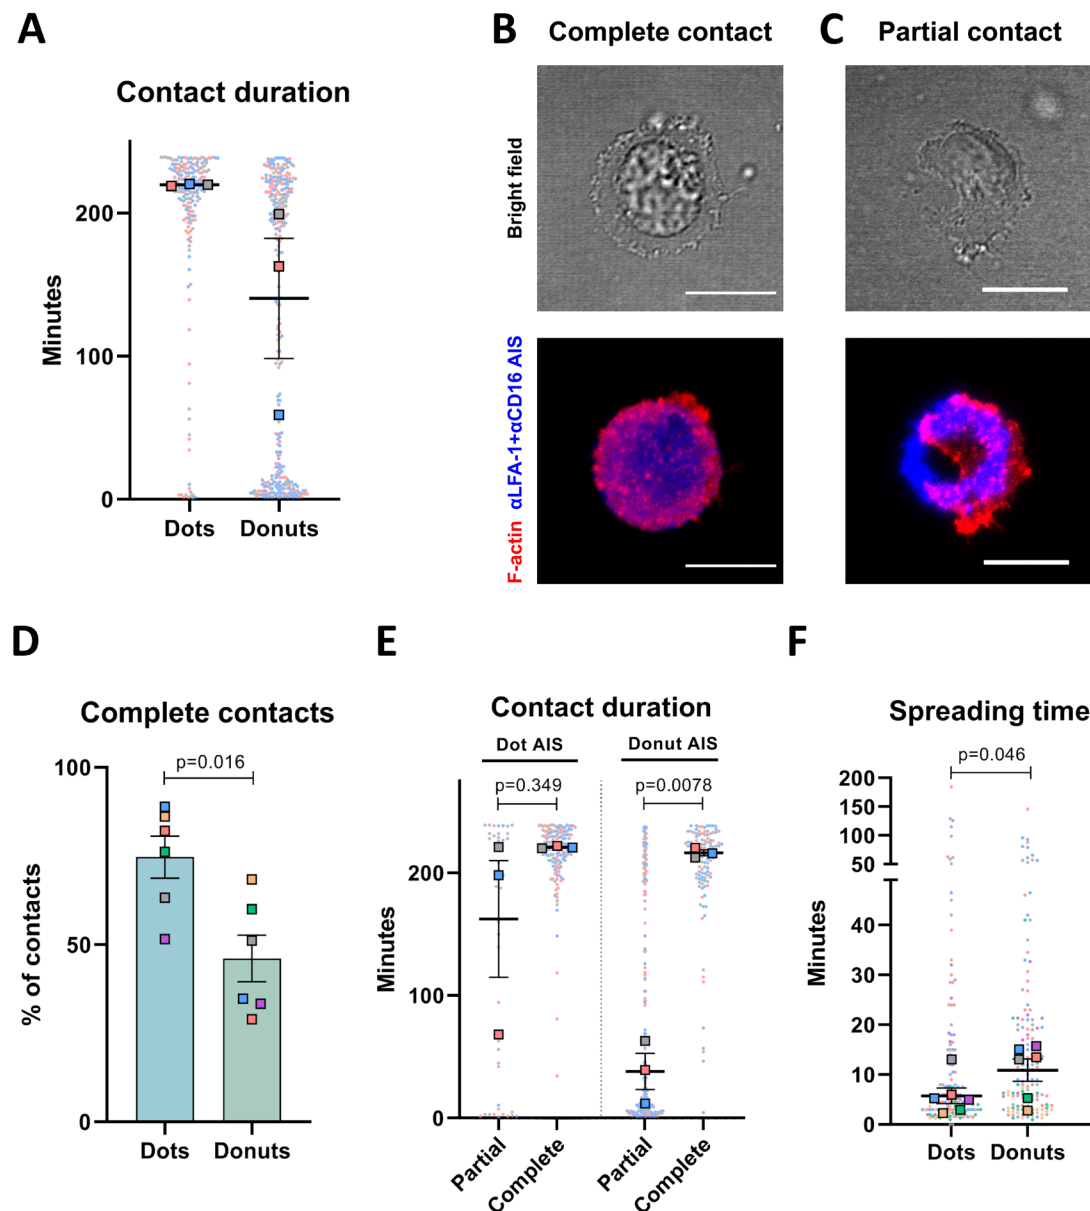 A
Contact duration
Minutes
200
100
0
Dots
Donuts
B
Complete contact
C
Partial contact
Bright field
F-actin αLFA-1+αCD16 AIS
D
Complete contacts
p=0.016
% of contacts
100
50
0
Dots
Donuts
E
Contact duration
Dot AIS
Donut AIS
p=0.349
p=0.0078
Minutes
200
100
0
Partial
Complete
Partial
Complete
F
Spreading time
p=0.046
Minutes
200
150
100
50
40
30
20
10
0
Dots
Donuts